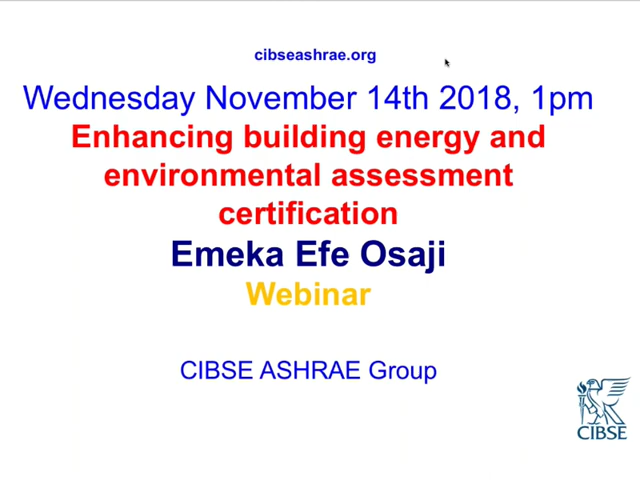 cibseashrae.org
Wednesday November 14th 2018, 1pm
Enhancing building energy and
environmental assessment
certification
Emeka Efe Osaji
Webinar
CIBSE ASHRAE Group
CIBSE